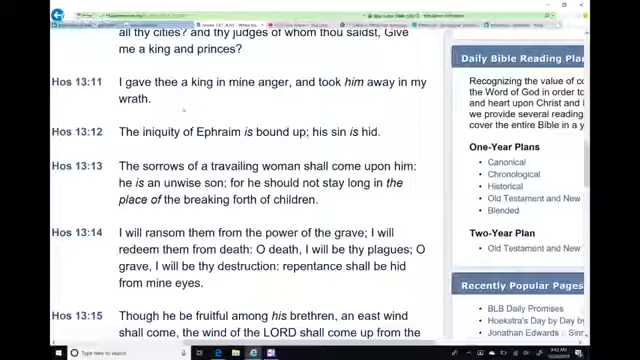 all thy cities? and thy judges of whom thou saidst, Give
me a king and princes?
Hos 13:11 I gave thee a king in mine anger, and took him away in my
wrath.
Hos 13:12 The iniquity of Ephraim is bound up; his sin is hid.
Hos 13:13 The sorrows of a travailing woman shall come upon him:
he is an unwise son; for he should not stay long in the
place of the breaking forth of children.
Hos 13:14 I will ransom them from the power of the grave; I will
redeem them from death: O death, I will be thy plagues; O
grave, I will be thy destruction: repentance shall be hid
from mine eyes.
Hos 13:15 Though he be fruitful among his brethren, an east wind
shall come, the wind of the LORD shall come up from the
Daily Bible Reading Plan
Recognizing the value of co
the Word of God in order to
and heart upon Christ and
we provide several reading
cover the entire Bible in a y
One-Year Plans
• Canonical
• Chronological
• Historical
• Old Testament and New
• Blended
Two-Year Plan
• Old Testament and New
Recently Popular Pages
• BLB Daily Promises
• Hoekstra's Day by Day
• Jonathan Edwards :: Sin
Type here to search
9:42 AM